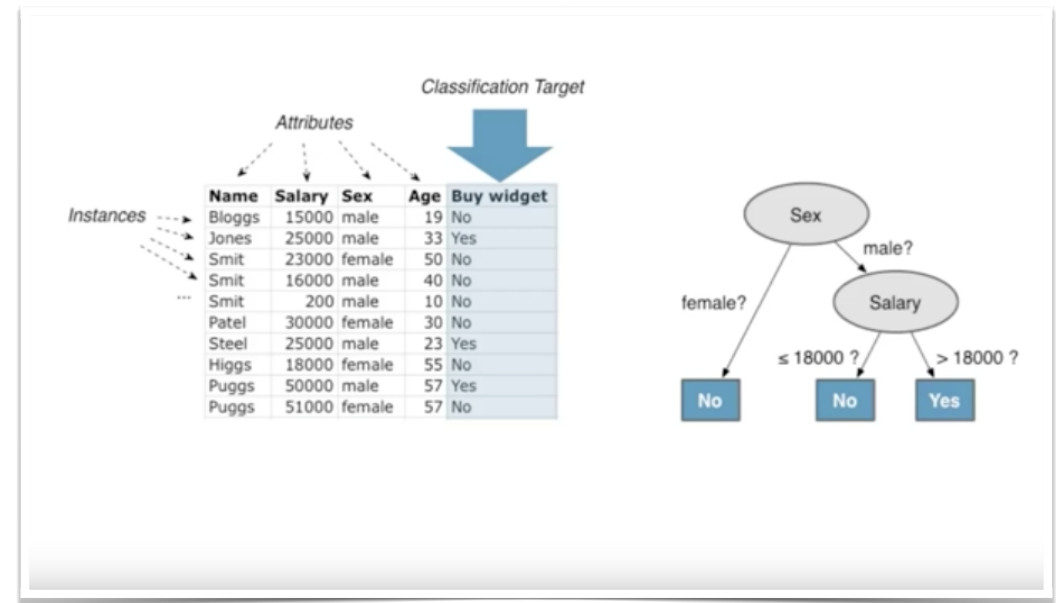 Classification Target
Attributes
Instances
Name Salary Sex Age Buy widget
Bloggs 15000 male 19 No
Jones 25000 male 33 Yes
Smit 23000 female 50 No
Smit 16000 male 40 No
... Smit 200 male 10 No
Patel 30000 female 30 No
Steel 25000 male 23 Yes
Higgs 18000 female 55 No
Puggs 50000 male 57 Yes
Puggs 51000 female 57 No
Sex
male?
female?
Salary
≤ 18000 ? > 18000 ?
No No Yes